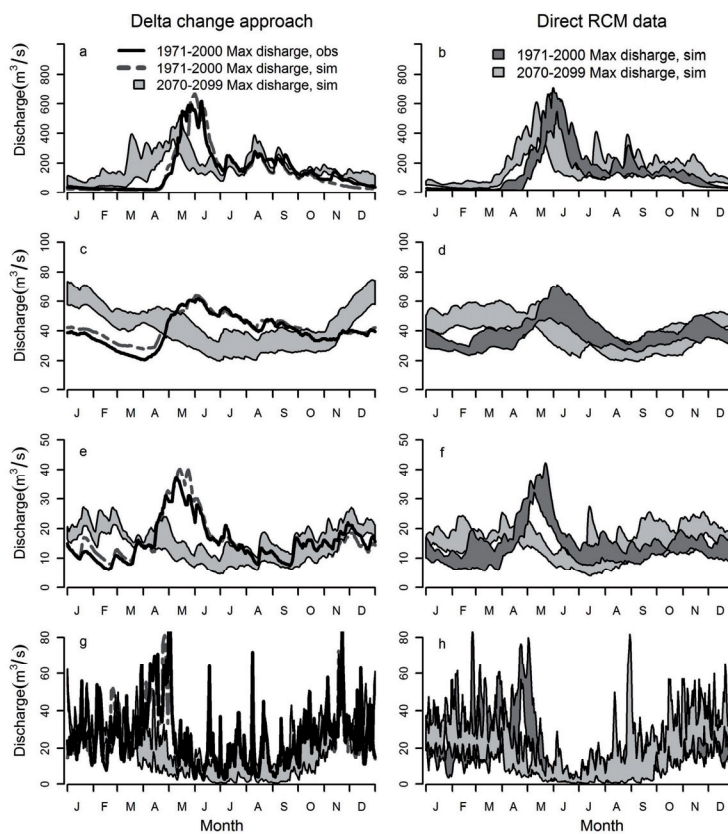 Delta change approach
Direct RCM data
a
1971-2000 Max disharge, obs
1971-2000 Max disharge, sim
2070-2099 Max disharge, sim
Discharge(m³/s)
0 200 400 600 800
J F M A M J J A S O N D
b
1971-2000 Max disharge, sim
2070-2099 Max disharge, sim
0 200 400 600 800
J F M A M J J A S O N D
c
Discharge(m³/s)
0 20 40 60 80 100
J F M A M J J A S O N D
d
0 20 40 60 80 100
J F M A M J J A S O N D
e
Discharge(m³/s)
0 10 20 30 40 50
J F M A M J J A S O N D
f
0 10 20 30 40 50
J F M A M J J A S O N D
g
Discharge(m³/s)
0 20 40 60 80
J F M A M J J A S O N D
Month
h
0 20 40 60 80
J F M A M J J A S O N D
Month